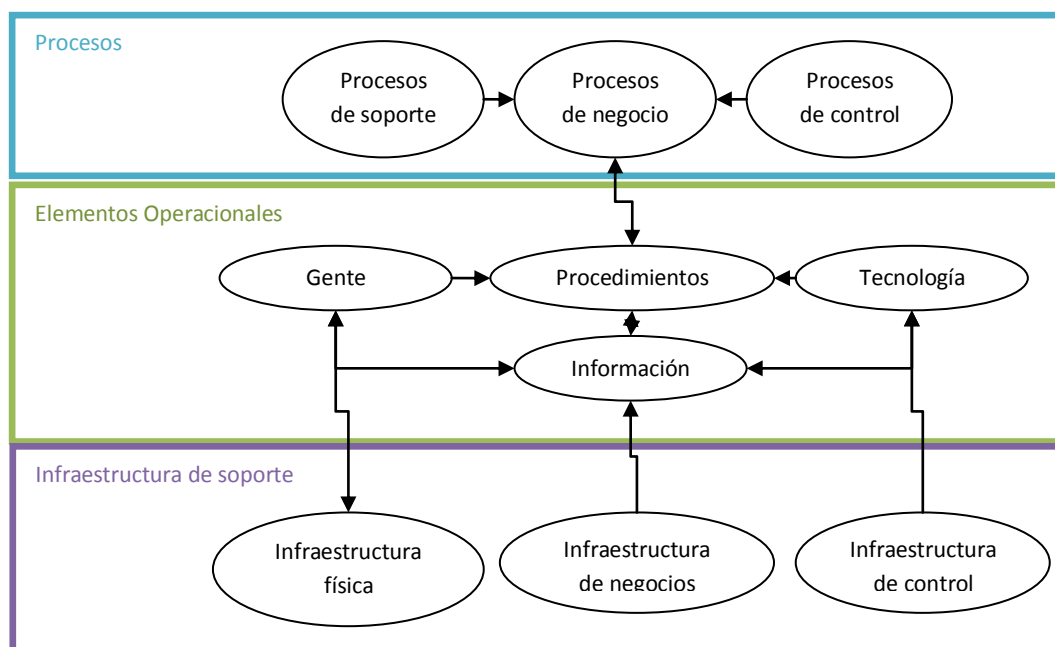 Procesos
Procesos
de soporte
Procesos
de negocio
Procesos
de control
Elementos Operacionales
Gente
Procedimientos
Tecnología
Información
Infraestructura de soporte
Infraestructura
física
Infraestructura
de negocios
Infraestructura
de control